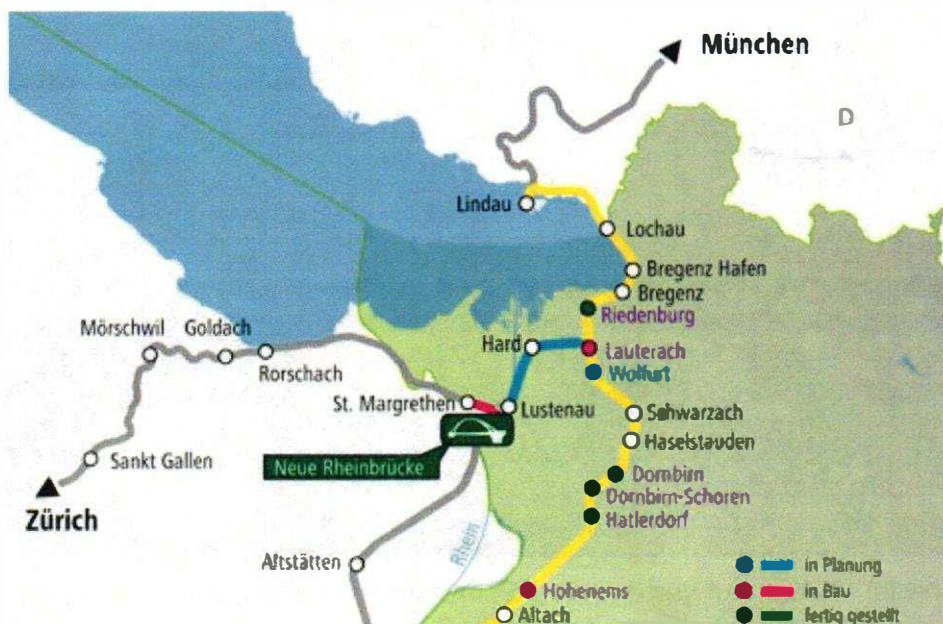 München
D
Lindau
Lochau
Bregenz Hafen
Bregenz
Riedenburg
Mörschwil
Goldach
Rorschach
Hard
Lauterach
Wolfurt
St. Margrethen
Lustenau
Schwarzach
Haselstauden
Sankt Gallen
Neue Rheinbrücke
Dornbirn
Dornbirn-Schoren
Hatlerdorf
Zürich
Rhein
Altstätten
in Planung
Hohenems
in Bau
Altach
fertig gestellt